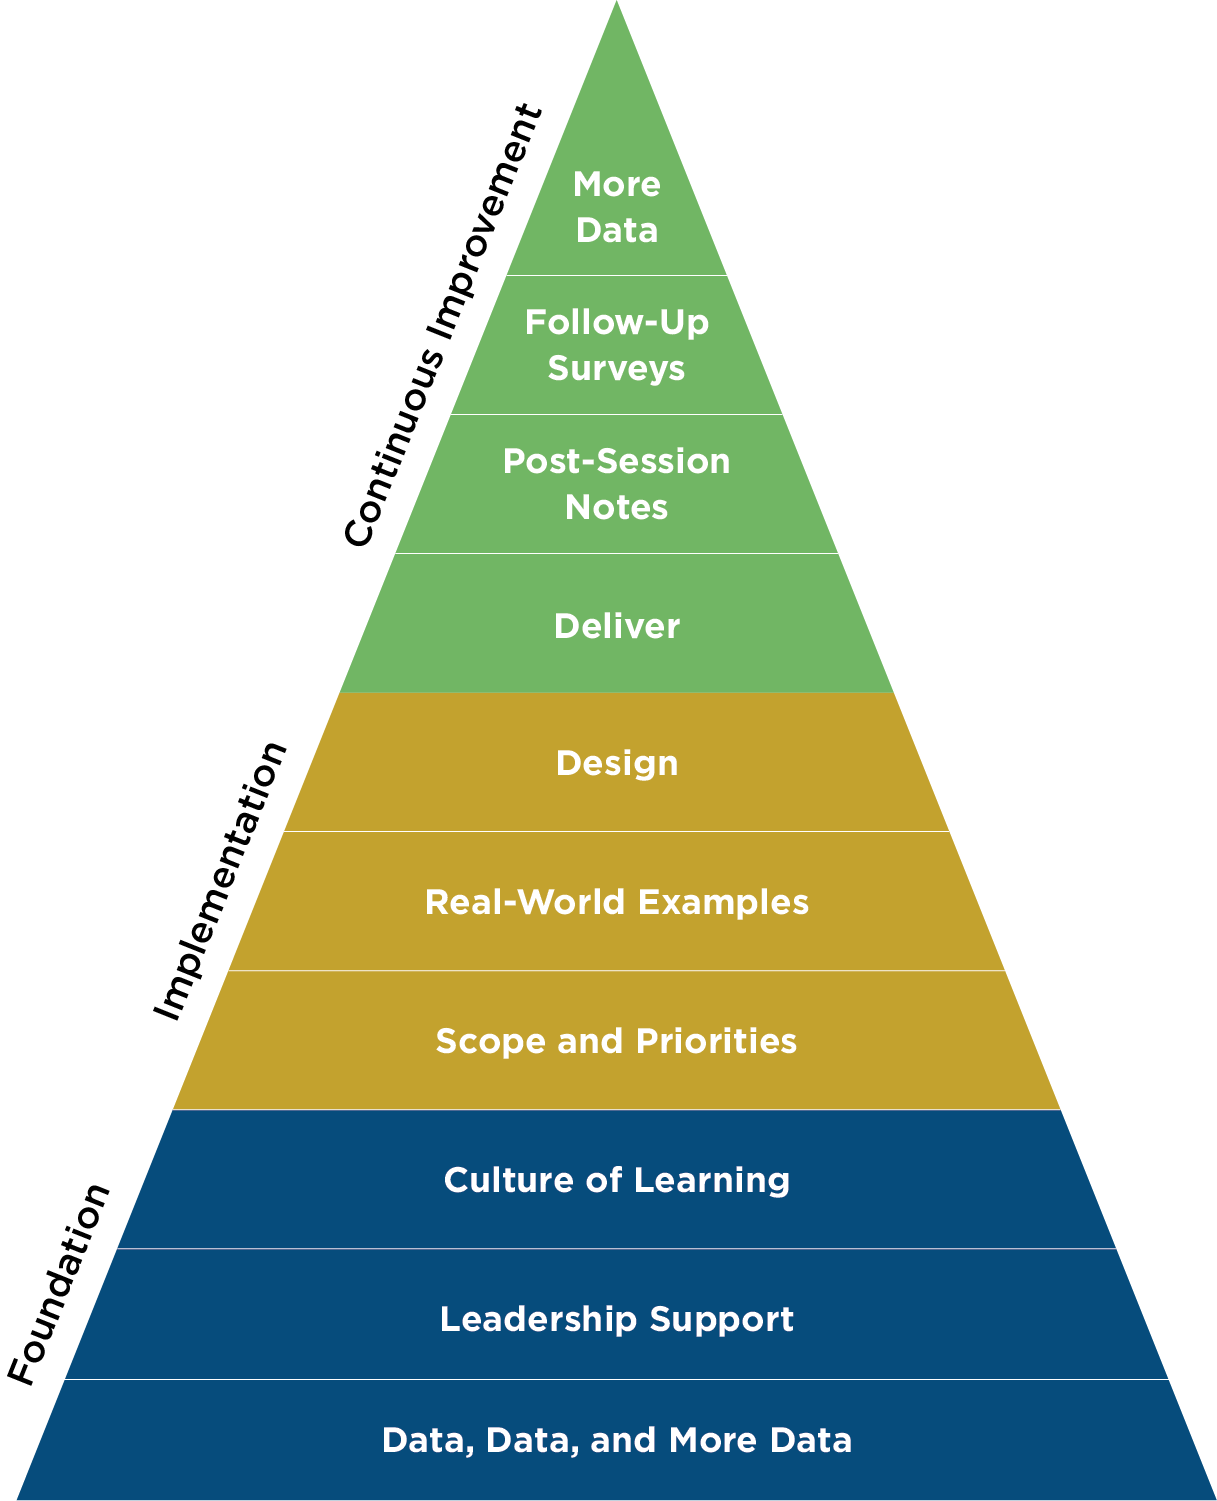 Continuous Improvement
More
Data
Follow-Up
Surveys
Post-Session
Notes
Deliver
Implementation
Design
Real-World Examples
Scope and Priorities
Foundation
Culture of Learning
Leadership Support
Data, Data, and More Data